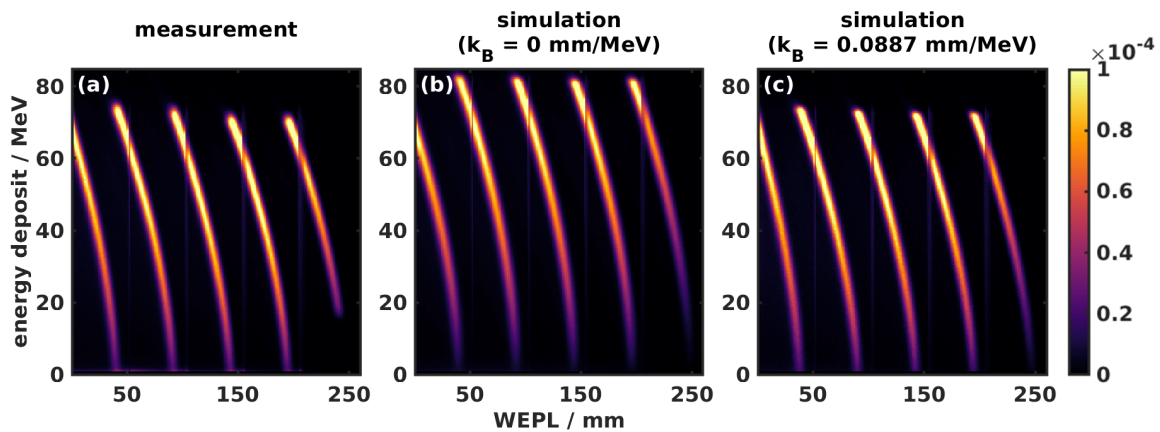 measurement
simulation
(kB = 0 mm/MeV)
simulation
(kB = 0.0887 mm/MeV)
×10-4
(a)
(b)
(c)
energy deposit / MeV
80
60
40
20
0
80
60
40
20
0
80
60
40
20
0
1
0.8
0.6
0.4
0.2
0
50 150 250
50 150 250
50 150 250
WEPL / mm